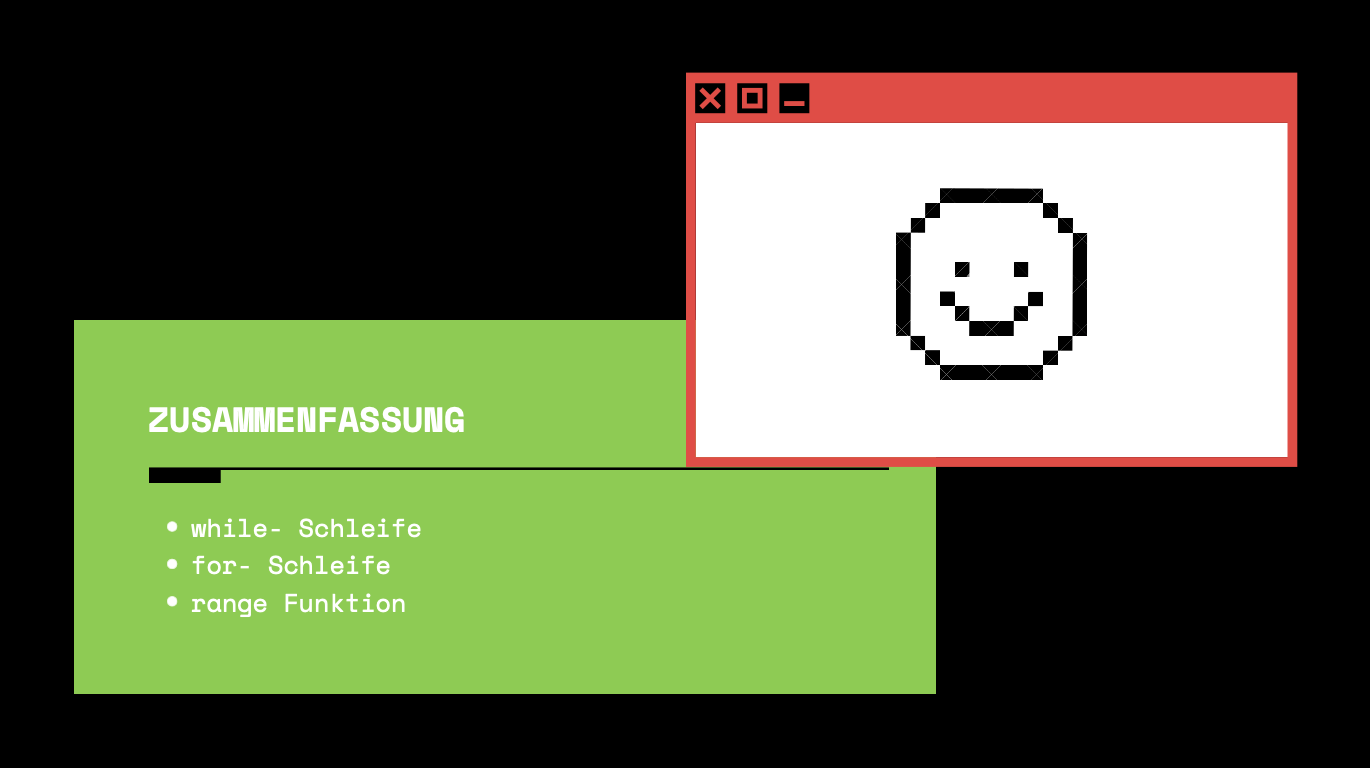 ZUSAMMENFASSUNG
• while- Schleife
• for- Schleife
• range Funktion